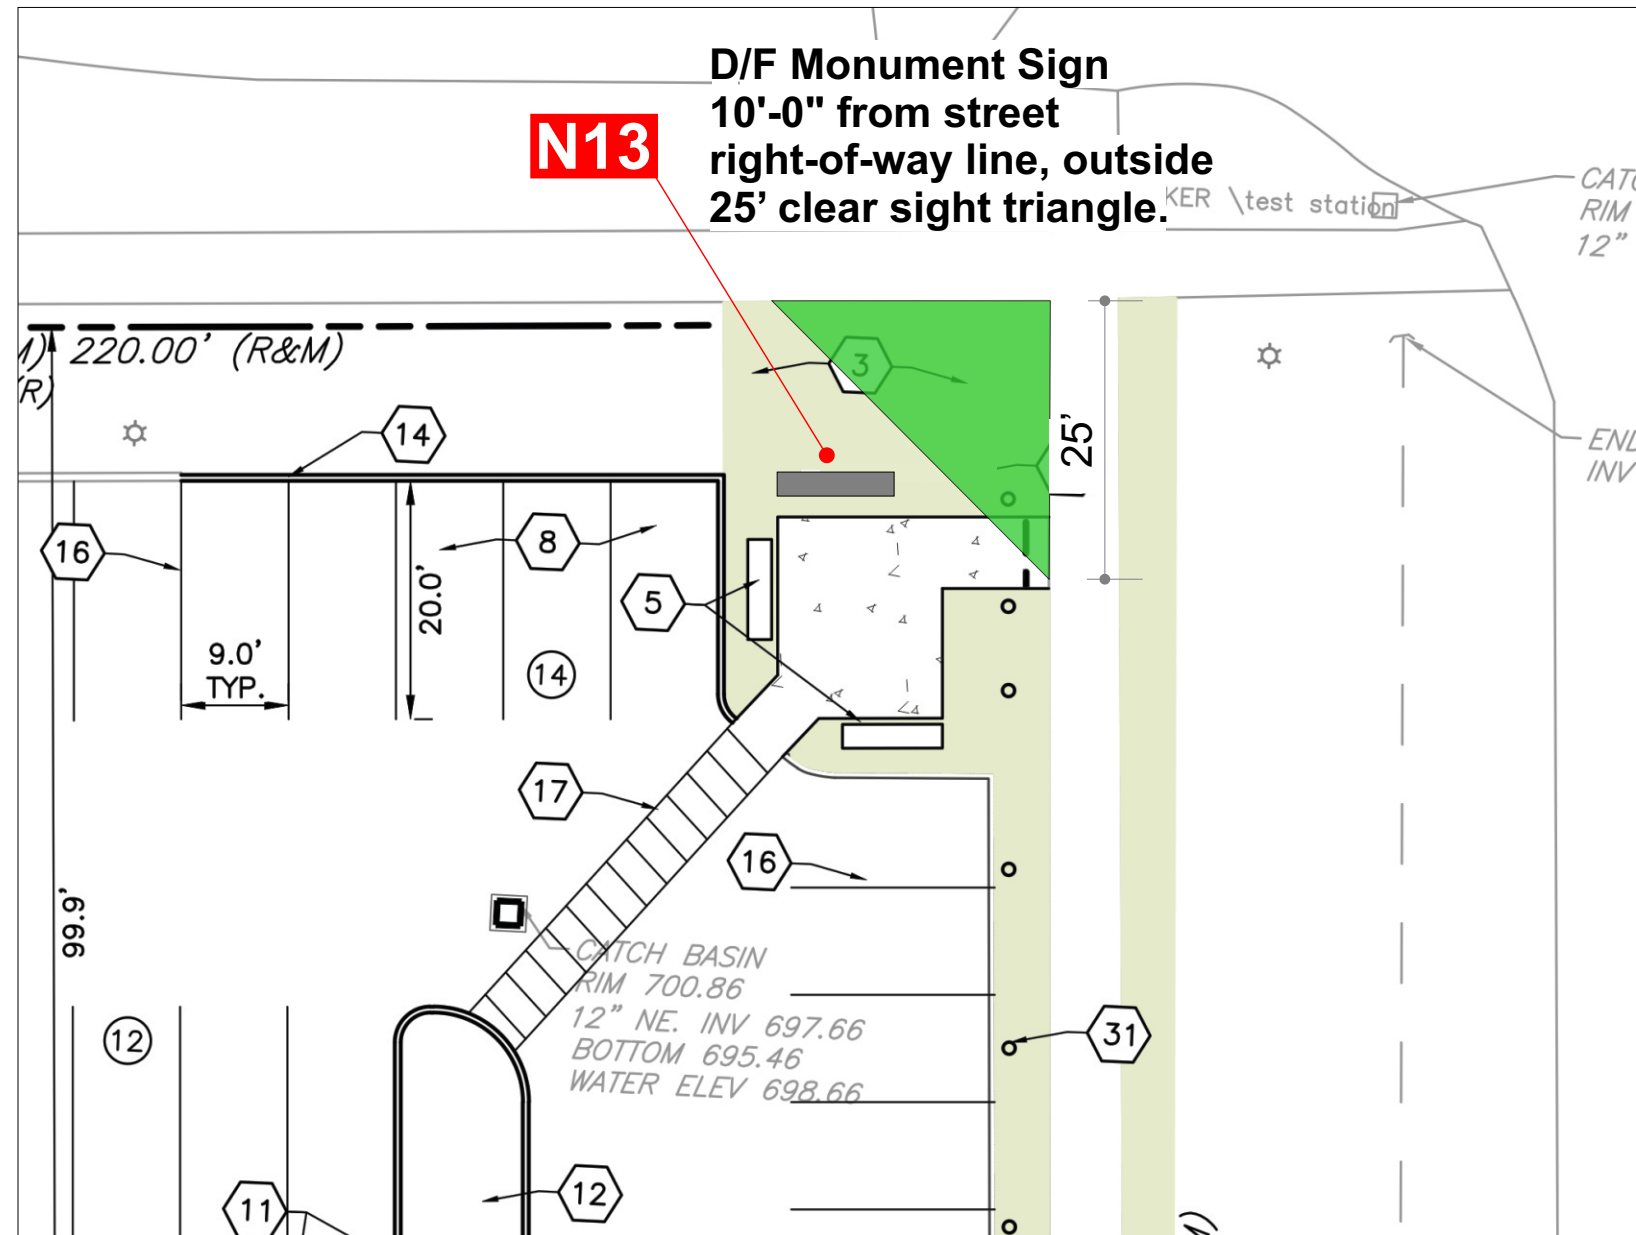 D/F Monument Sign
10'-0" from street
right-of-way line, outside
25’ clear sight triangle.
N13
KER \test station
RIM
12”
220.00’ (R&M)
R)
3
14
25’
INV
16
8
20.0’
5
9.0’
TYP.
14
17
16
99.9’
CATCH BASIN
RIM 700.86
12” NE. INV 697.66
BOTTOM 695.46
WATER ELEV 698.66
12
31
12
11